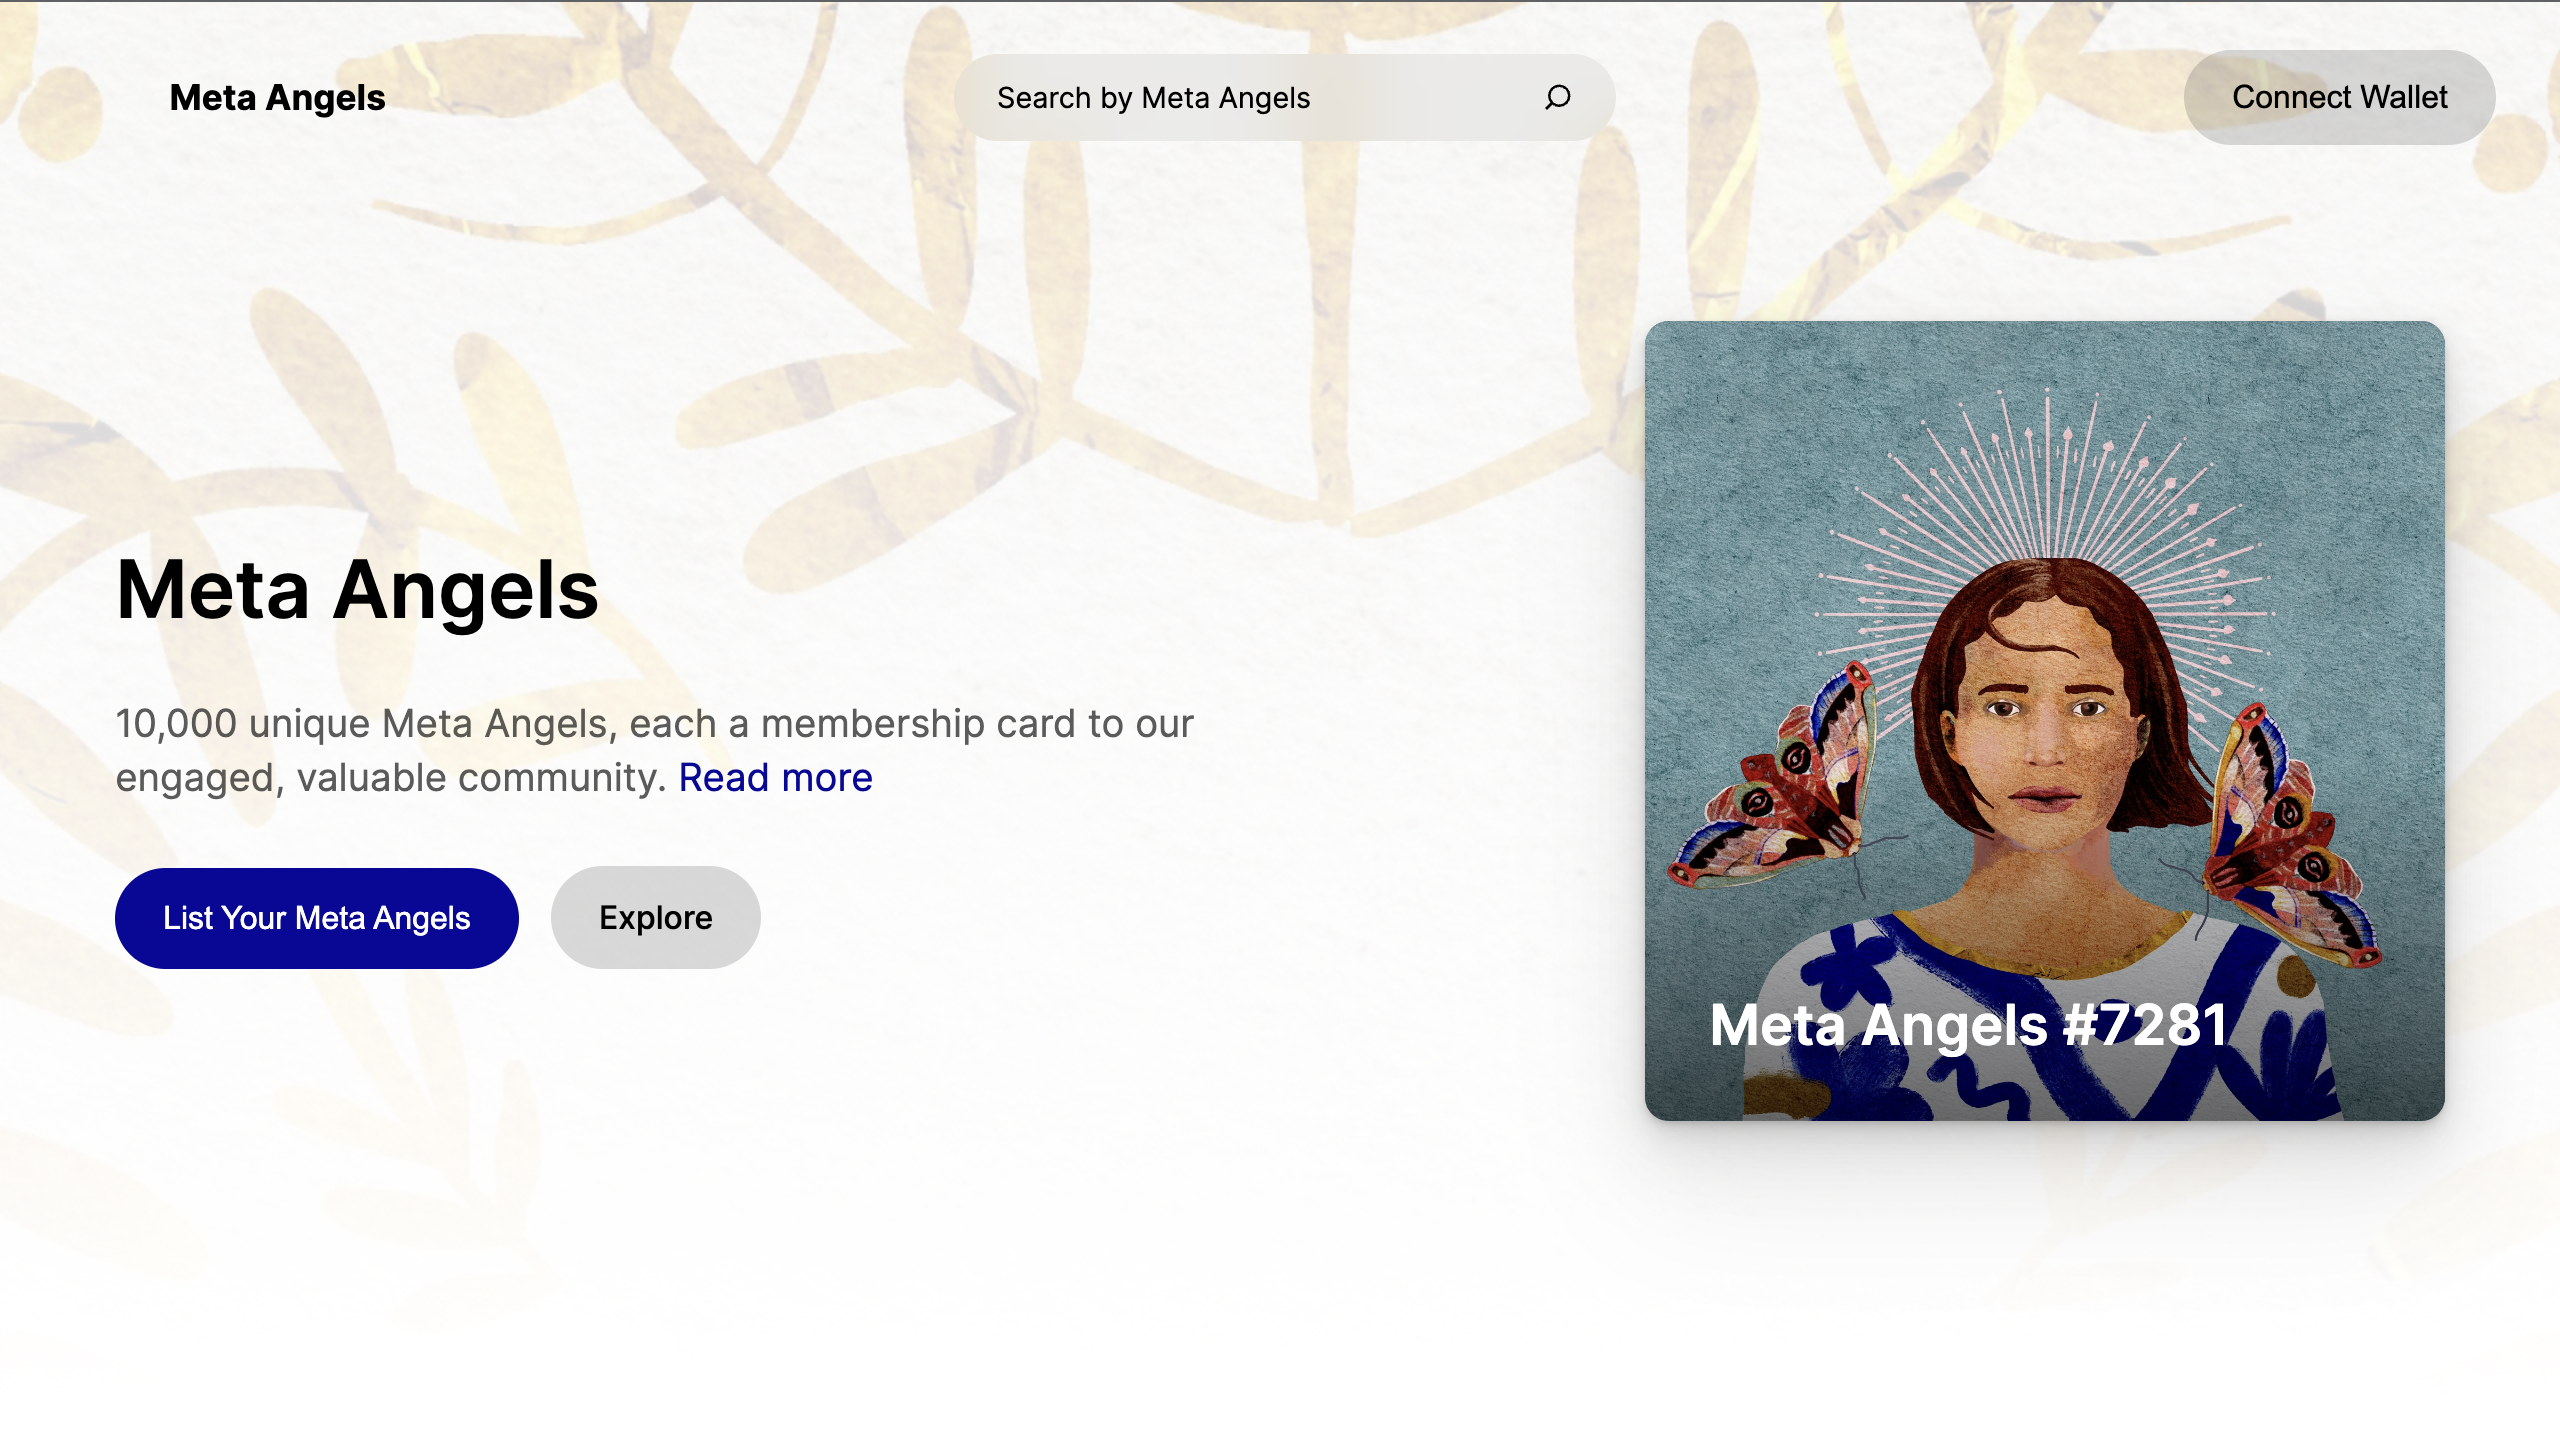 Meta Angels
Search by Meta Angels
Connect Wallet
Meta Angels
10,000 unique Meta Angels, each a membership card to our
engaged, valuable community. Read more
List Your Meta Angels
Explore
Meta Angels #7281